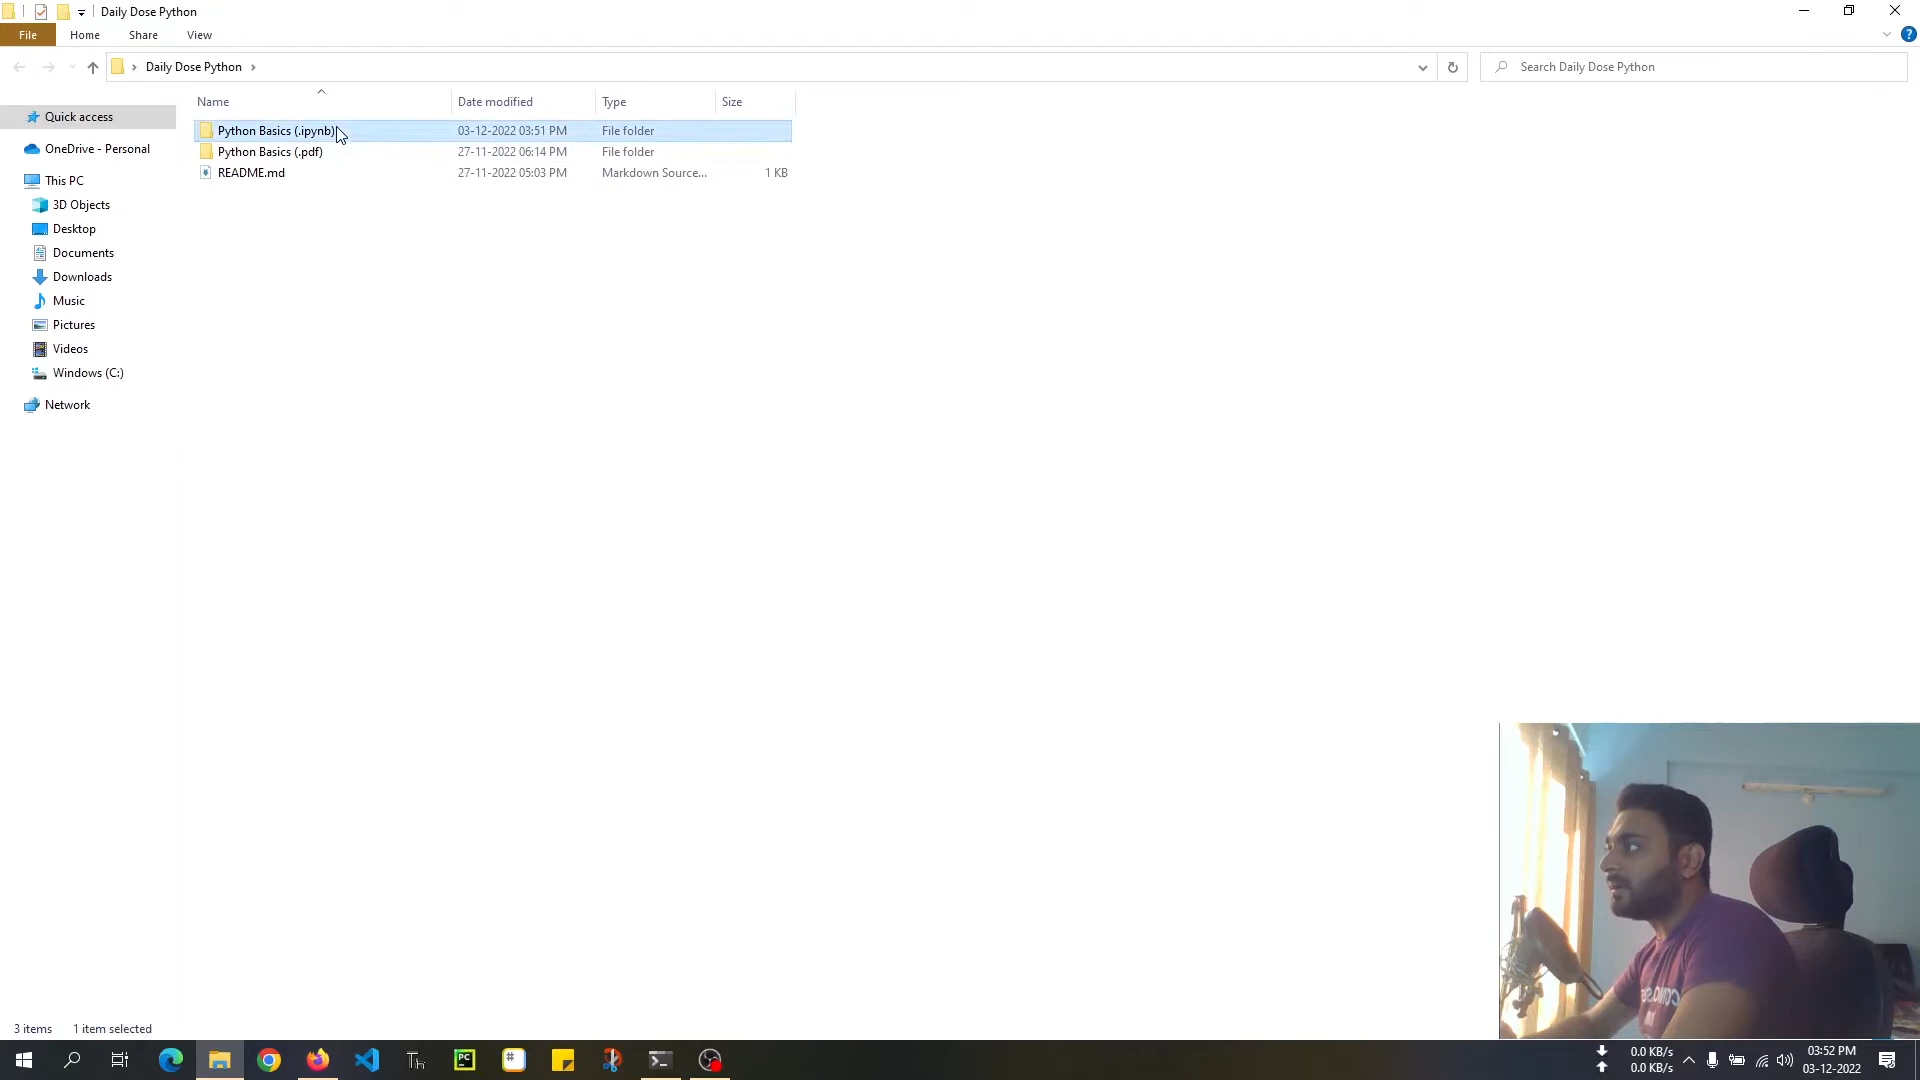 Daily Dose Python
File Home Share View
Daily Dose Python
Search Daily Dose Python
Name Date modified Type Size
Python Basics (.ipynb) 03-12-2022 03:51 PM File folder
Python Basics (.pdf) 27-11-2022 06:14 PM File folder
README.md 27-11-2022 05:03 PM Markdown Source... 1 KB
Quick access
OneDrive - Personal
This PC
3D Objects
Desktop
Documents
Downloads
Music
Pictures
Videos
Windows (C:)
Network
3 items 1 item selected
Th
PC
#
0.0 KB/s
0.0 KB/s
03:52 PM
03-12-2022